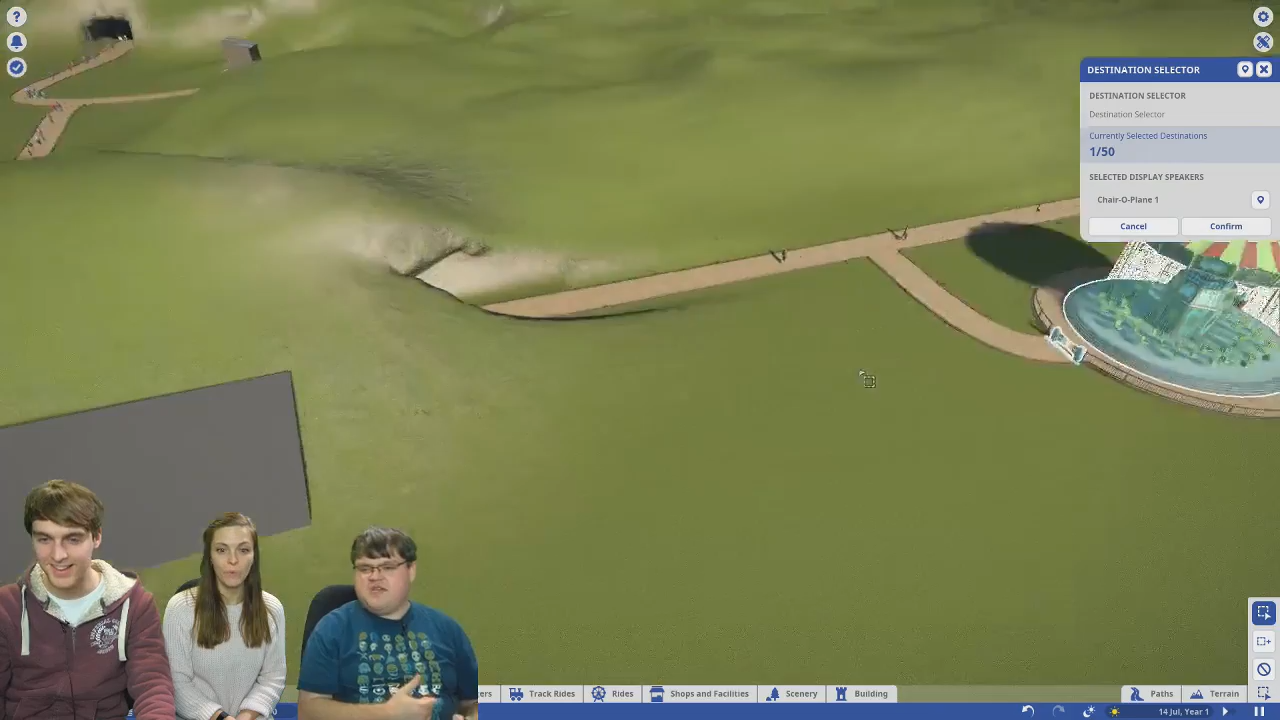 DESTINATION SELECTOR
DESTINATION SELECTOR
Destination Selector
Currently Selected Destinations
1/50
SELECTED DISPLAY SPEAKERS
Chair-O-Plane 1
Cancel Confirm
ers Track Rides Rides Shops and Facilities Scenery Building Paths Terrain
14 Jul, Year 1